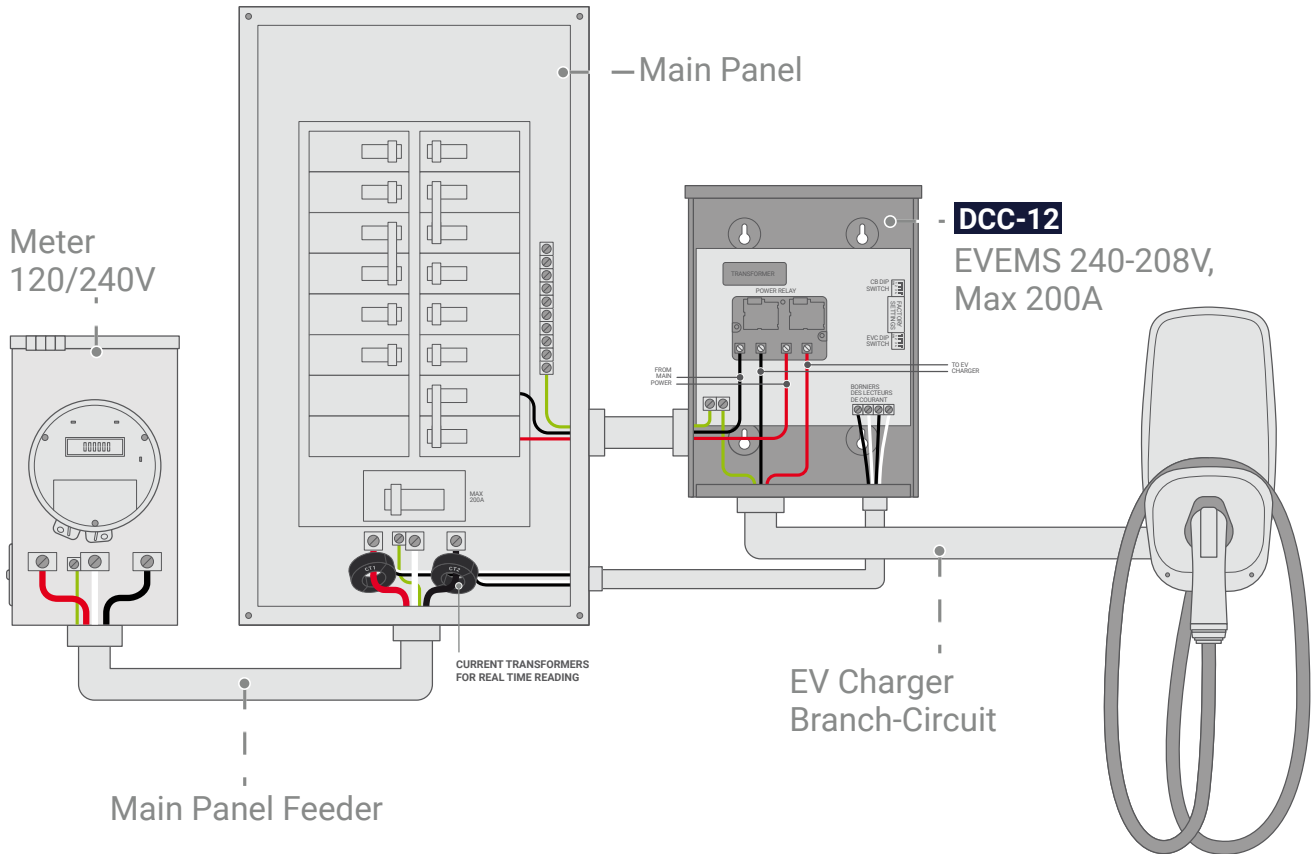 Main Panel
DCC-12
EVEMS 240-208V,
Max 200A
Meter
120/240V
TRANSFORMER
POWER RELAY
CB DIP
SWITCH
FACTORY
SETTINGS
EVC DIP
SWITCH
FROM
MAIN
POWER
TO EV
CHARGER
BORNIERS
DES LECTEURS
DE COURANT
MAX
200A
CT1
CT2
CURRENT TRANSFORMERS
FOR REAL TIME READING
EV Charger
Branch-Circuit
Main Panel Feeder